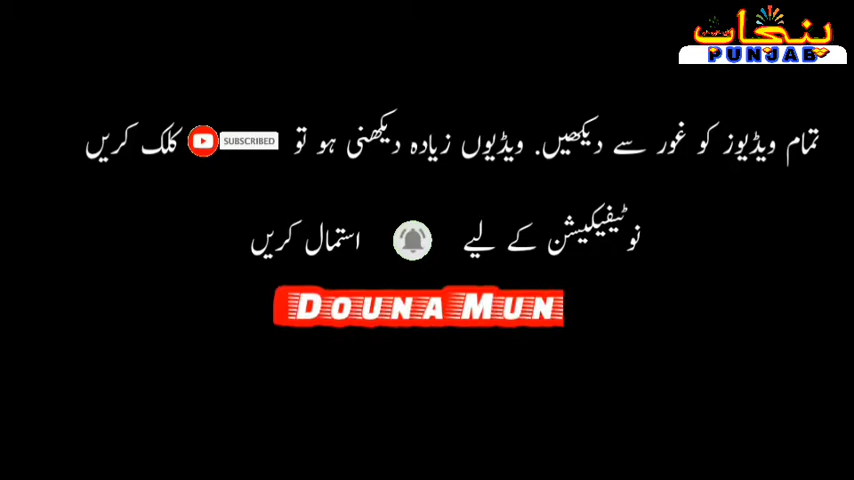 پنجاب
PUNJAB
تمام ویڈیوز کو غور سے دیکھیں. ویڈیوں زیادہ دیکھنی ہو تو SUBSCRIBED کلک کریں
نوٹیفیکیشن کے لیے استمال کریں
DOUNA MUN